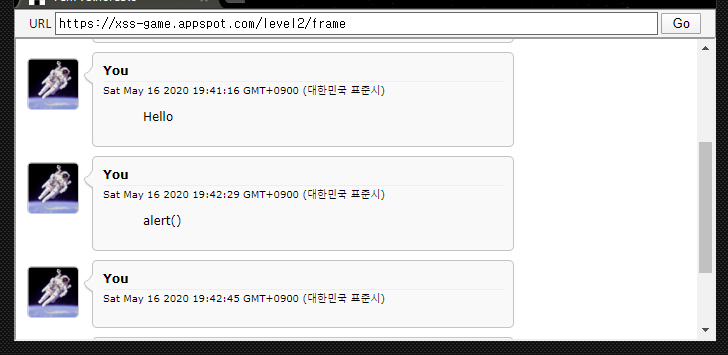 URL https://xss-game.appspot.com/level2/frame Go
You
Sat May 16 2020 19:41:16 GMT+0900 (대한민국 표준시)
Hello
You
Sat May 16 2020 19:42:29 GMT+0900 (대한민국 표준시)
alert()
You
Sat May 16 2020 19:42:45 GMT+0900 (대한민국 표준시)